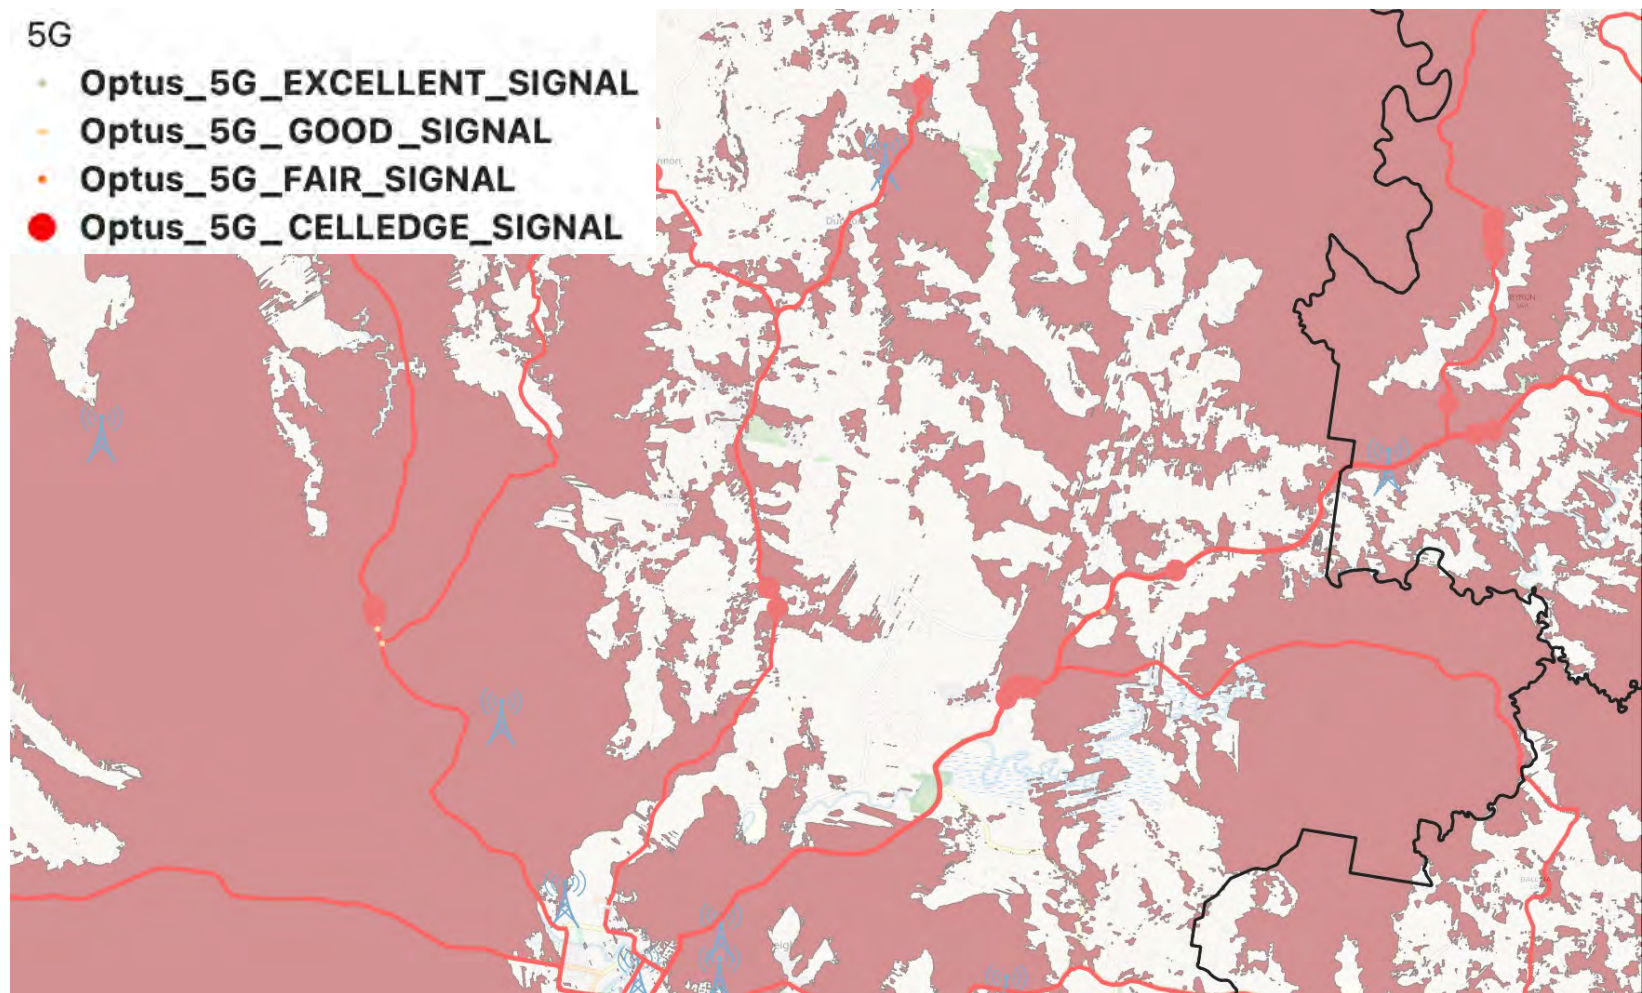 5G
Optus_5G_EXCELLENT_SIGNAL
Optus_5G_GOOD_SIGNAL
Optus_5G_FAIR_SIGNAL
Optus_5G_CELLEDGE_SIGNAL